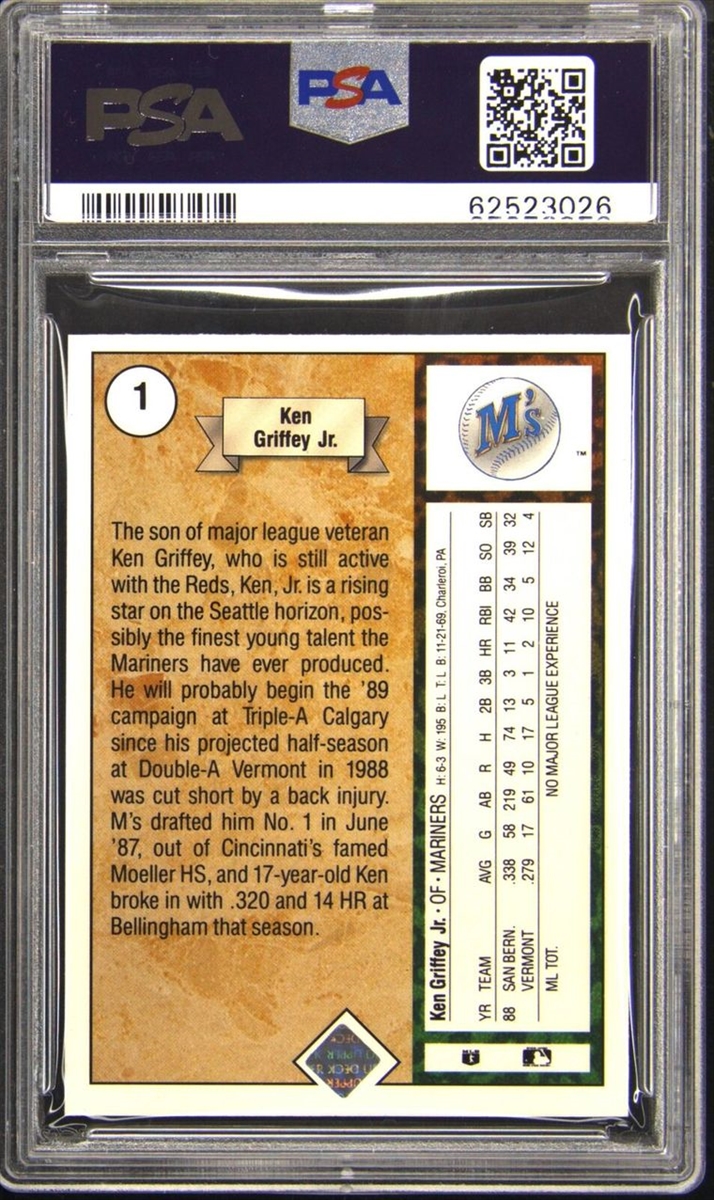 PSA
PSA
62523026
1
Ken
Griffey Jr.
The son of major league veteran
Ken Griffey, who is still active
with the Reds, Ken, Jr. is a rising
star on the Seattle horizon, pos-
sibly the finest young talent the
Mariners have ever produced.
He will probably begin the '89
campaign at Triple-A Calgary
since his projected half-season
at Double-A Vermont in 1988
was cut short by a back injury.
M's drafted him No. 1 in June
'87, out of Cincinnati's famed
Moeller HS, and 17-year-old Ken
broke in with .320 and 14 HR at
Bellingham that season.
M's
TM
Ken Griffey Jr. • OF • MARINERS H: 6-3 W: 195 B: L T: L B: 11-21-69, Charleroi, PA
YR TEAM AVG G AB R H 2B 3B HR RBI BB SO SB
88 SAN BERN. .338 58 219 49 74 13 3 11 42 34 39 32
VERMONT .279 17 61 10 17 5 1 2 10 5 12 4
ML TOT. NO MAJOR LEAGUE EXPERIENCE
UPPER DECK